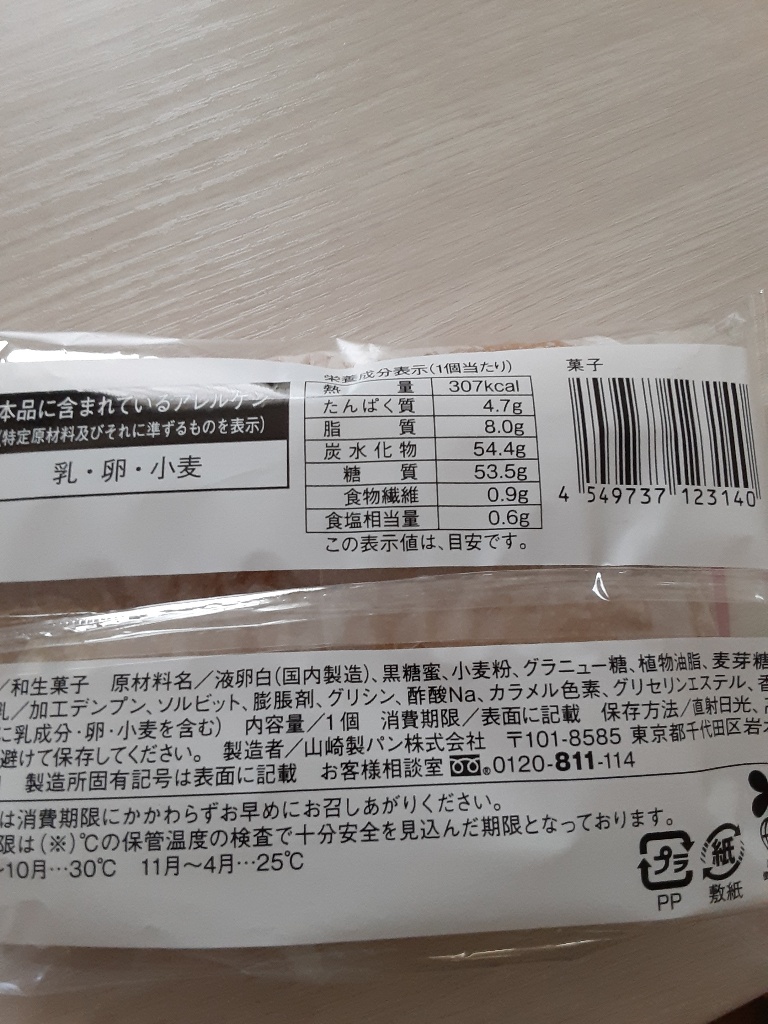 本品に含まれているアレルゲン
(特定原材料及びそれに準ずるものを表示)
乳・卵・小麦
栄養成分表示(1個当たり)
熱量 307kcal
たんぱく質 4.7g
脂質 8.0g
炭水化物 54.4g
糖質 53.5g
食物繊維 0.9g
食塩相当量 0.6g
この表示値は、目安です。
菓子
4 549737 123140
/和生菓子 原材料名/液卵白(国内製造)、黒糖蜜、小麦粉、グラニュー糖、植物油脂、麦芽糖
乳/加工デンプン、ソルビット、膨脹剤、グリシン、酢酸Na、カラメル色素、グリセリンエステル、香
に乳成分・卵・小麦を含む) 内容量/1個 消費期限/表面に記載 保存方法/直射日光、
避けて保存してください。 製造者/山崎製パン株式会社 〒101-8585 東京都千代田区岩
製造所固有記号は表面に記載 お客様相談室 0120-811-114
は消費期限にかかわらずお早めにお召しあがりください。
限は(※)℃の保管温度の検査で十分安全を見込んだ期限となっております。
~10月…30℃ 11月~4月…25℃
プラ
PP
紙
敷紙